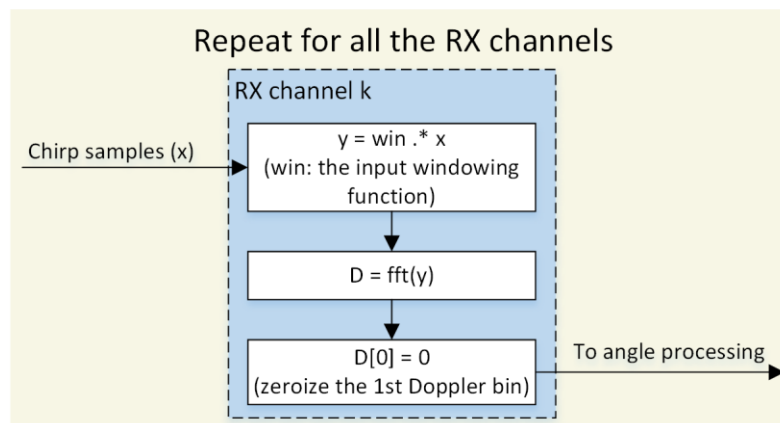 Repeat for all the RX channels
RX channel k
Chirp samples (x)
y = win .* x
(win: the input windowing
function)
D = fft(y)
D[0] = 0
(zeroize the 1st Doppler bin)
To angle processing